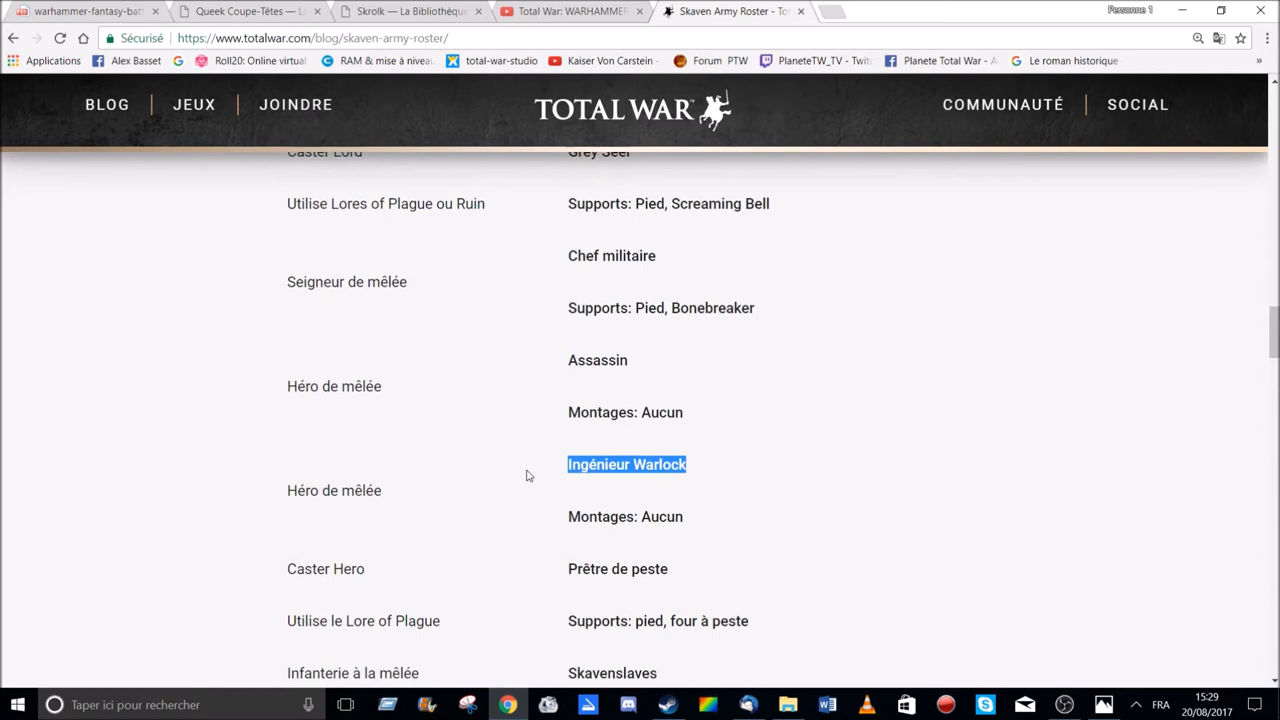 warhammer-fantasy-batt
Queek Coupe-Têtes — L
Skrolk — La Bibliothèque
Total War: WARHAMMER
Skaven Army Roster - To
Personne 1
Sécurisé
https://www.totalwar.com/blog/skaven-army-roster/
Applications
Alex Basset
Roll20: Online virtual
RAM & mise à niveau
total-war-studio
Kaiser Von Carstein
Forum PTW
PlaneteTW_TV - Twit
Planete Total War - A
Le roman historique
»
BLOG
JEUX
JOINDRE
TOTAL WAR
COMMUNAUTÉ
SOCIAL
Caster Lord
Grey Seer
Utilise Lores of Plague ou Ruin
Supports: Pied, Screaming Bell
Chef militaire
Seigneur de mêlée
Supports: Pied, Bonebreaker
Assassin
Héro de mêlée
Montages: Aucun
Ingénieur Warlock
Héro de mêlée
Montages: Aucun
Caster Hero
Prêtre de peste
Utilise le Lore of Plague
Supports: pied, four à peste
Infanterie à la mêlée
Skavenslaves
Taper ici pour rechercher
FRA
15:29
20/08/2017